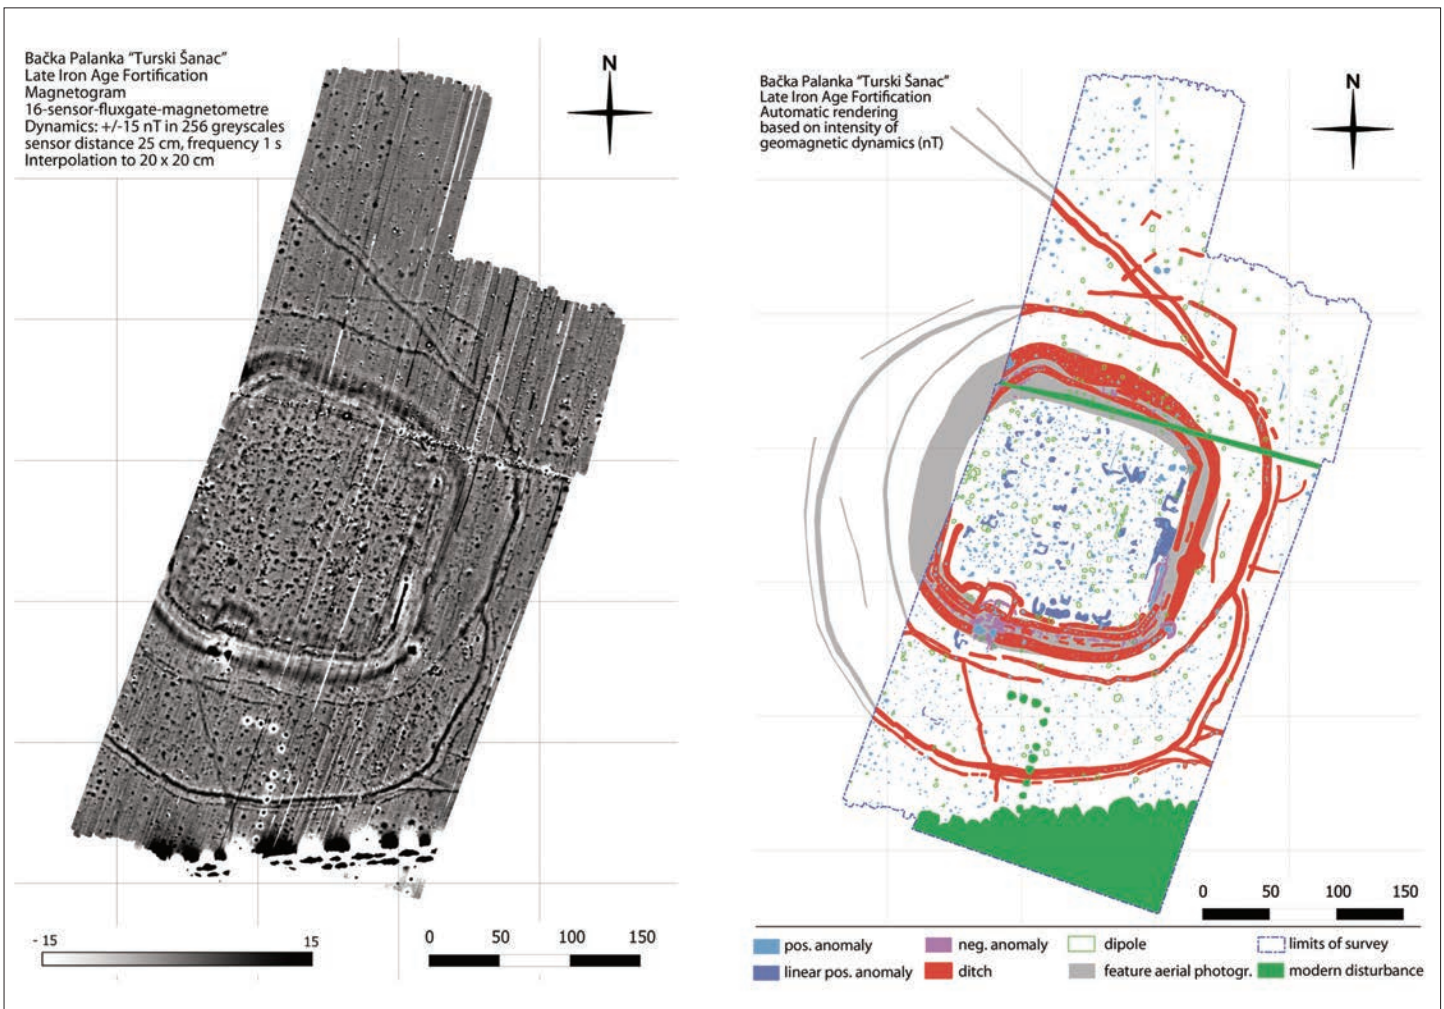 Bačka Palanka "Turski Šanac"
Late Iron Age Fortification
Magnetogram
16-sensor-fluxgate-magnetometre
Dynamics: +/-15 nT in 256 greyscales
sensor distance 25 cm, frequency 1 s
Interpolation to 20 x 20 cm
N
- 15 15
0 50 100 150
Bačka Palanka "Turski Šanac"
Late Iron Age Fortification
Automatic rendering
based on intensity of
geomagnetic dynamics (nT)
N
0 50 100 150
pos. anomaly neg. anomaly dipole limits of survey
linear pos. anomaly ditch feature aerial photogr. modern disturbance